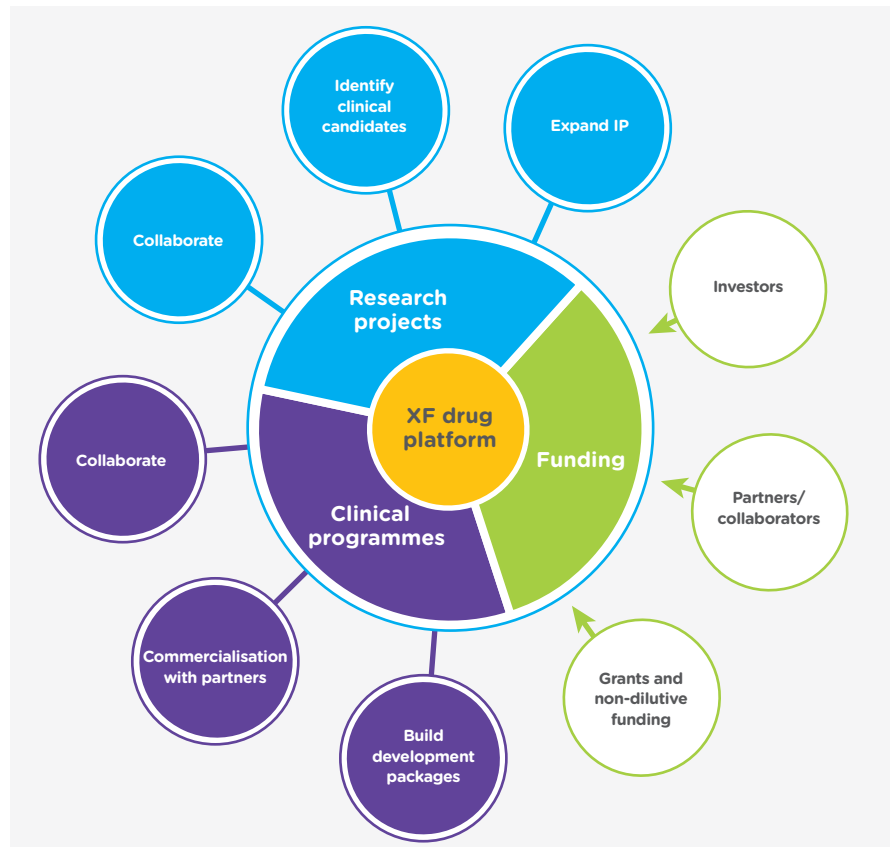 Identify
clinical
candidates
Expand IP
Collaborate
Investors
Research
projects
XF drug
platform
Funding
Collaborate
Partners/
collaborators
Clinical
programmes
Commercialisation
with partners
Grants and
non-dilutive
funding
Build
development
packages